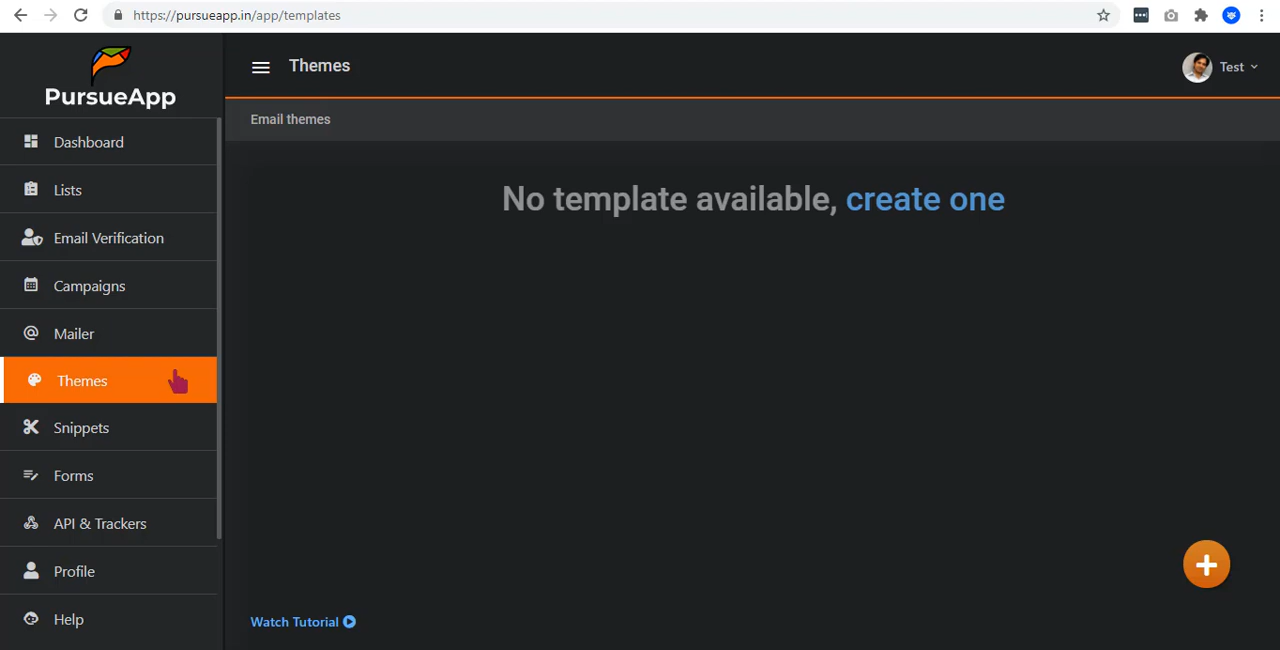 https://pursueapp.in/app/templates
PursueApp
Themes
Test
Dashboard
Email themes
Lists
No template available, create one
Email Verification
Campaigns
Mailer
Themes
Snippets
Forms
API & Trackers
Profile
Help
Watch Tutorial